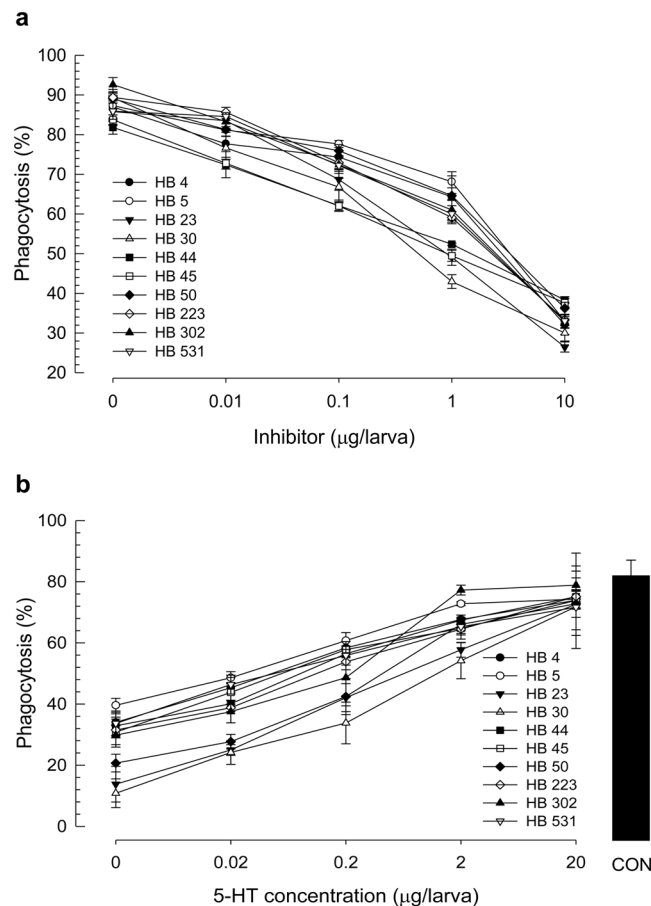 a
100
90
80
70
60
50
40
30
20
Phagocytosis (%)
HB 4
HB 5
HB 23
HB 30
HB 44
HB 45
HB 50
HB 223
HB 302
HB 531
0 0.01 0.1 1 10
Inhibitor (μg/larva)
b
100
80
60
40
20
0
Phagocytosis (%)
HB 4
HB 5
HB 23
HB 30
HB 44
HB 45
HB 50
HB 223
HB 302
HB 531
0 0.02 0.2 2 20
CON
5-HT concentration (μg/larva)